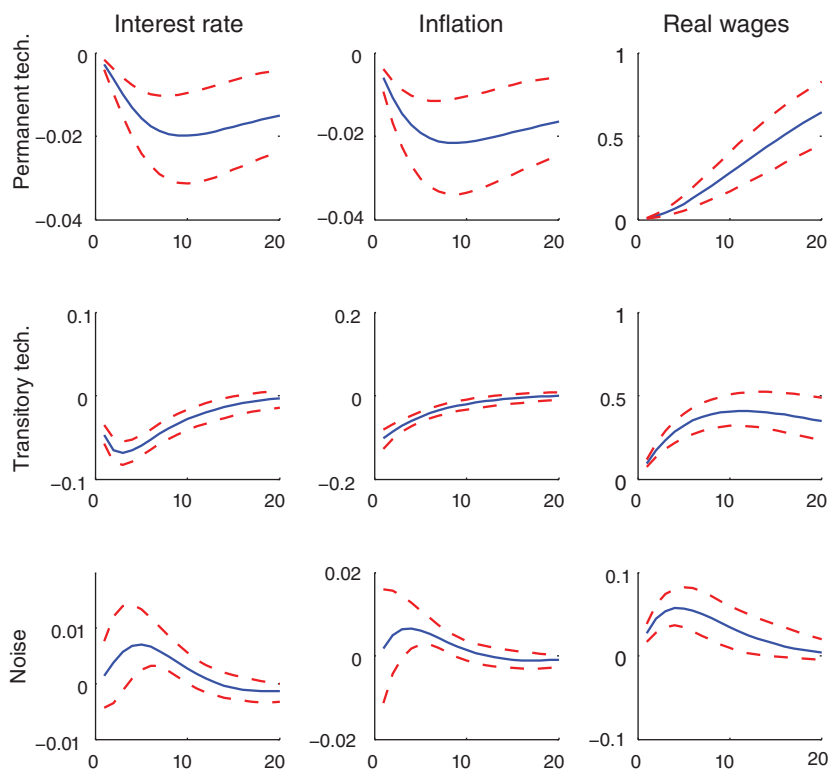 Interest rate Inflation Real wages
Permanent tech.
0 0 1
−0.02 −0.02 0.5
−0.04 −0.04 0
0 10 20 0 10 20 0 10 20
Transitory tech.
0.1 0.2 1
0 0 0.5
−0.1 −0.2 0
0 10 20 0 10 20 0 10 20
Noise
0.02 0.1
0.01
0 0 0
−0.01 −0.02 −0.1
0 10 20 0 10 20 0 10 20